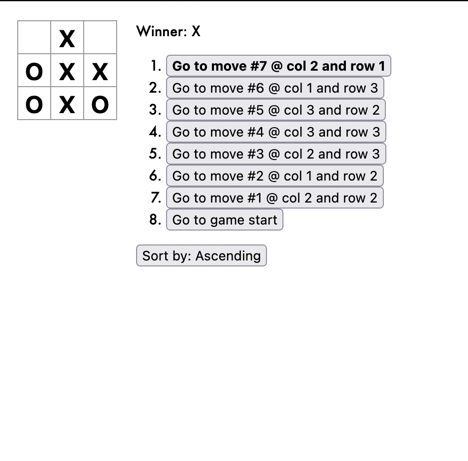 X
O X X
O X O
Winner: X
1. Go to move #7 @ col 2 and row 1
2. Go to move #6 @ col 1 and row 3
3. Go to move #5 @ col 3 and row 2
4. Go to move #4 @ col 3 and row 3
5. Go to move #3 @ col 2 and row 3
6. Go to move #2 @ col 1 and row 2
7. Go to move #1 @ col 2 and row 2
8. Go to game start
Sort by: Ascending